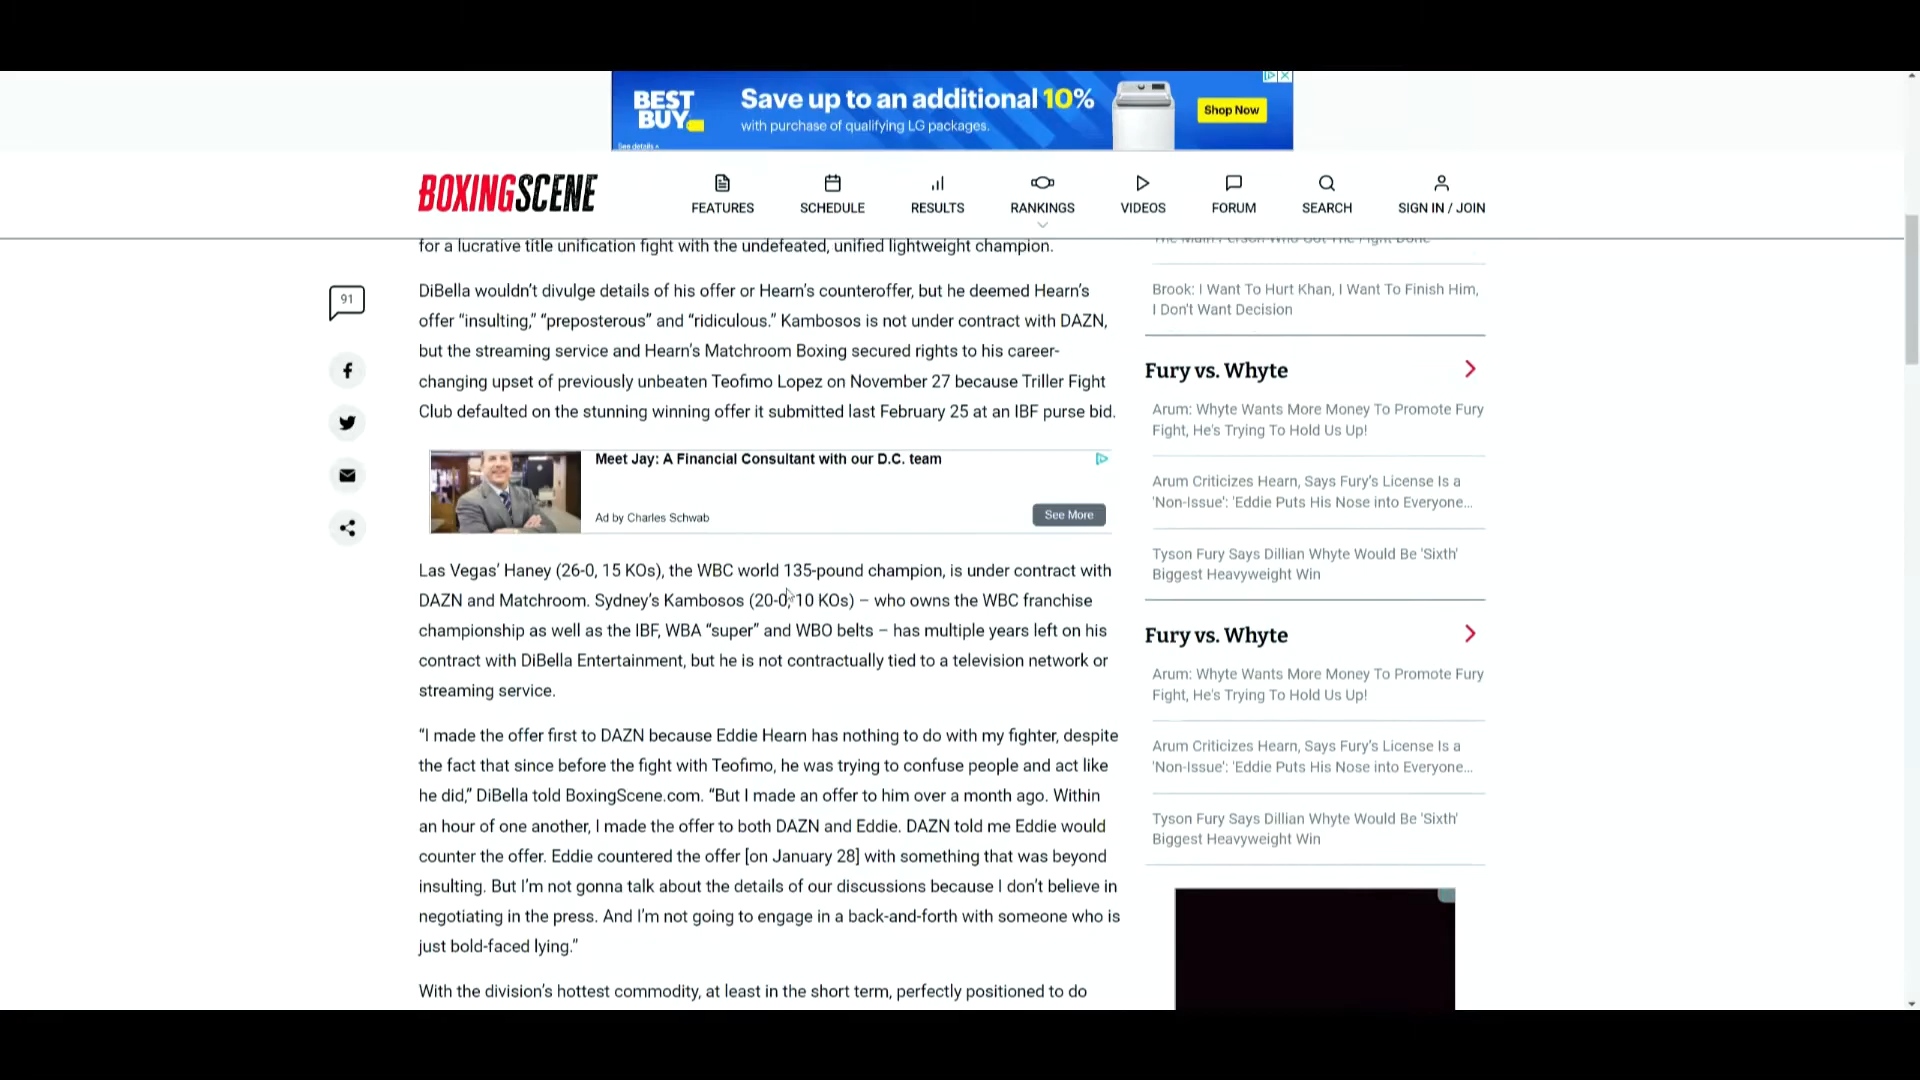 BEST
BUY
See details
Save up to an additional 10%
with purchase of qualifying LG packages.
Shop Now
BOXINGSCENE
FEATURES
SCHEDULE
RESULTS
RANKINGS
VIDEOS
FORUM
SEARCH
SIGN IN / JOIN
91
for a lucrative title unification fight with the undefeated, unified lightweight champion.
DiBella wouldn’t divulge details of his offer or Hearn’s counteroffer, but he deemed Hearn’s
offer “insulting,” “preposterous” and “ridiculous.” Kambosos is not under contract with DAZN,
but the streaming service and Hearn’s Matchroom Boxing secured rights to his career-
changing upset of previously unbeaten Teofimo Lopez on November 27 because Triller Fight
Club defaulted on the stunning winning offer it submitted last February 25 at an IBF purse bid.
Meet Jay: A Financial Consultant with our D.C. team
Ad by Charles Schwab
See More
Las Vegas’ Haney (26-0, 15 KOs), the WBC world 135-pound champion, is under contract with
DAZN and Matchroom. Sydney’s Kambosos (20-0, 10 KOs) – who owns the WBC franchise
championship as well as the IBF, WBA “super” and WBO belts – has multiple years left on his
contract with DiBella Entertainment, but he is not contractually tied to a television network or
streaming service.
“I made the offer first to DAZN because Eddie Hearn has nothing to do with my fighter, despite
the fact that since before the fight with Teofimo, he was trying to confuse people and act like
he did,” DiBella told BoxingScene.com. “But I made an offer to him over a month ago. Within
an hour of one another, I made the offer to both DAZN and Eddie. DAZN told me Eddie would
counter the offer. Eddie countered the offer [on January 28] with something that was beyond
insulting. But I’m not gonna talk about the details of our discussions because I don’t believe in
negotiating in the press. And I’m not going to engage in a back-and-forth with someone who is
just bold-faced lying.”
With the division’s hottest commodity, at least in the short term, perfectly positioned to do
The Main Person Who Got The Fight Done
Brook: I Want To Hurt Khan, I Want To Finish Him,
I Don't Want Decision
Fury vs. Whyte
Arum: Whyte Wants More Money To Promote Fury
Fight, He's Trying To Hold Us Up!
Arum Criticizes Hearn, Says Fury's License Is a
'Non-Issue': 'Eddie Puts His Nose into Everyone...
Tyson Fury Says Dillian Whyte Would Be 'Sixth'
Biggest Heavyweight Win
Fury vs. Whyte
Arum: Whyte Wants More Money To Promote Fury
Fight, He's Trying To Hold Us Up!
Arum Criticizes Hearn, Says Fury's License Is a
'Non-Issue': 'Eddie Puts His Nose into Everyone...
Tyson Fury Says Dillian Whyte Would Be 'Sixth'
Biggest Heavyweight Win